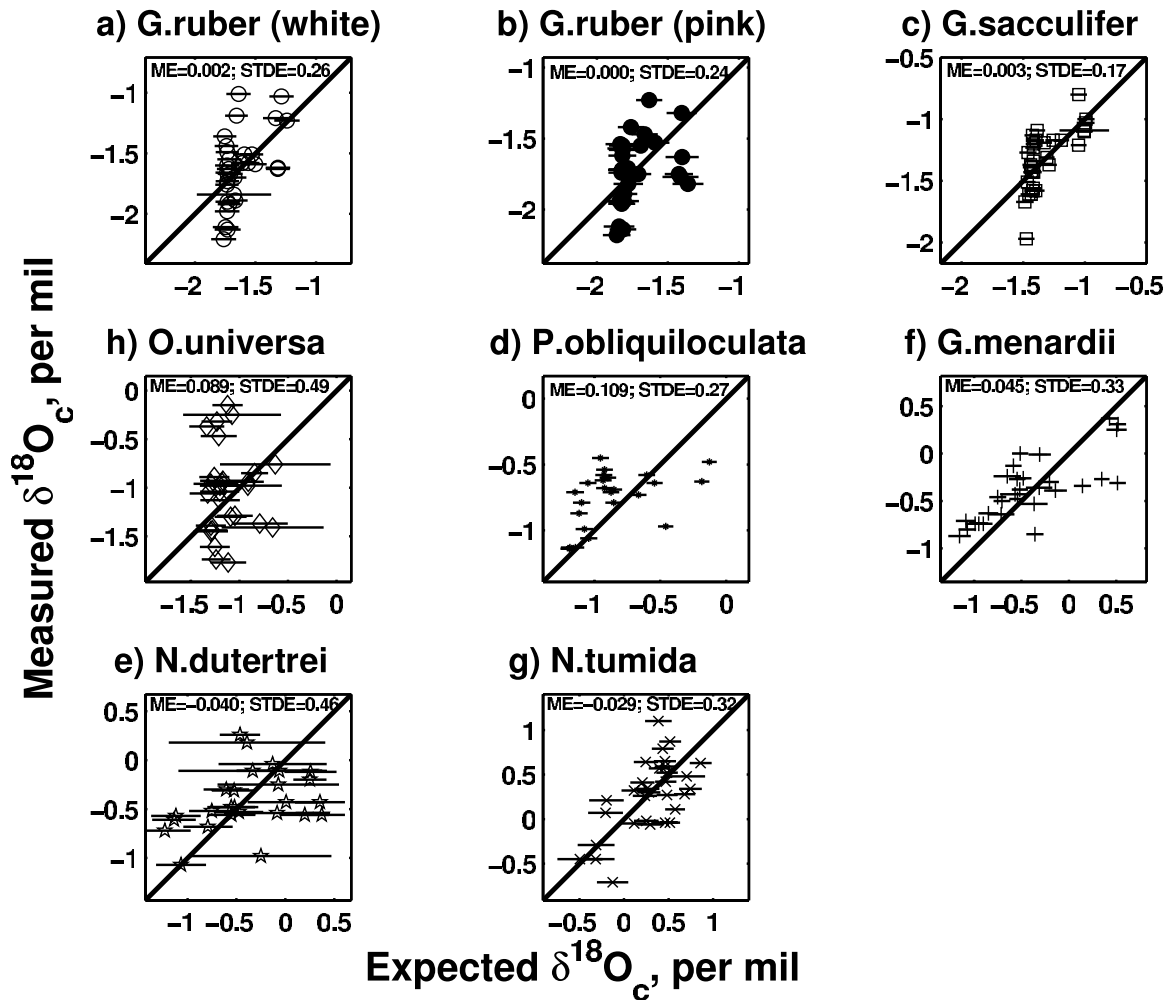 a) G.ruber (white)
ME=0.002; STDE=0.26
−1
−1.5
−2
−2 −1.5 −1
b) G.ruber (pink)
ME=0.000; STDE=0.24
−1
−1.5
−2
−2 −1.5 −1
c) G.sacculifer
ME=0.003; STDE=0.17
−0.5
−1
−1.5
−2
−2 −1.5 −1 −0.5
h) O.universa
ME=0.089; STDE=0.49
0
−0.5
−1
−1.5
−1.5 −1 −0.5 0
d) P.obliquiloculata
ME=0.109; STDE=0.27
0
−0.5
−1
−1 −0.5 0
f) G.menardii
ME=0.045; STDE=0.33
0.5
0
−0.5
−1
−1 −0.5 0 0.5
e) N.dutertrei
ME=−0.040; STDE=0.46
0.5
0
−0.5
−1
−1 −0.5 0 0.5
g) N.tumida
ME=−0.029; STDE=0.32
1
0.5
0
−0.5
−0.5 0 0.5 1
Measured δ¹⁸O_c, per mil
Expected δ¹⁸O_c, per mil